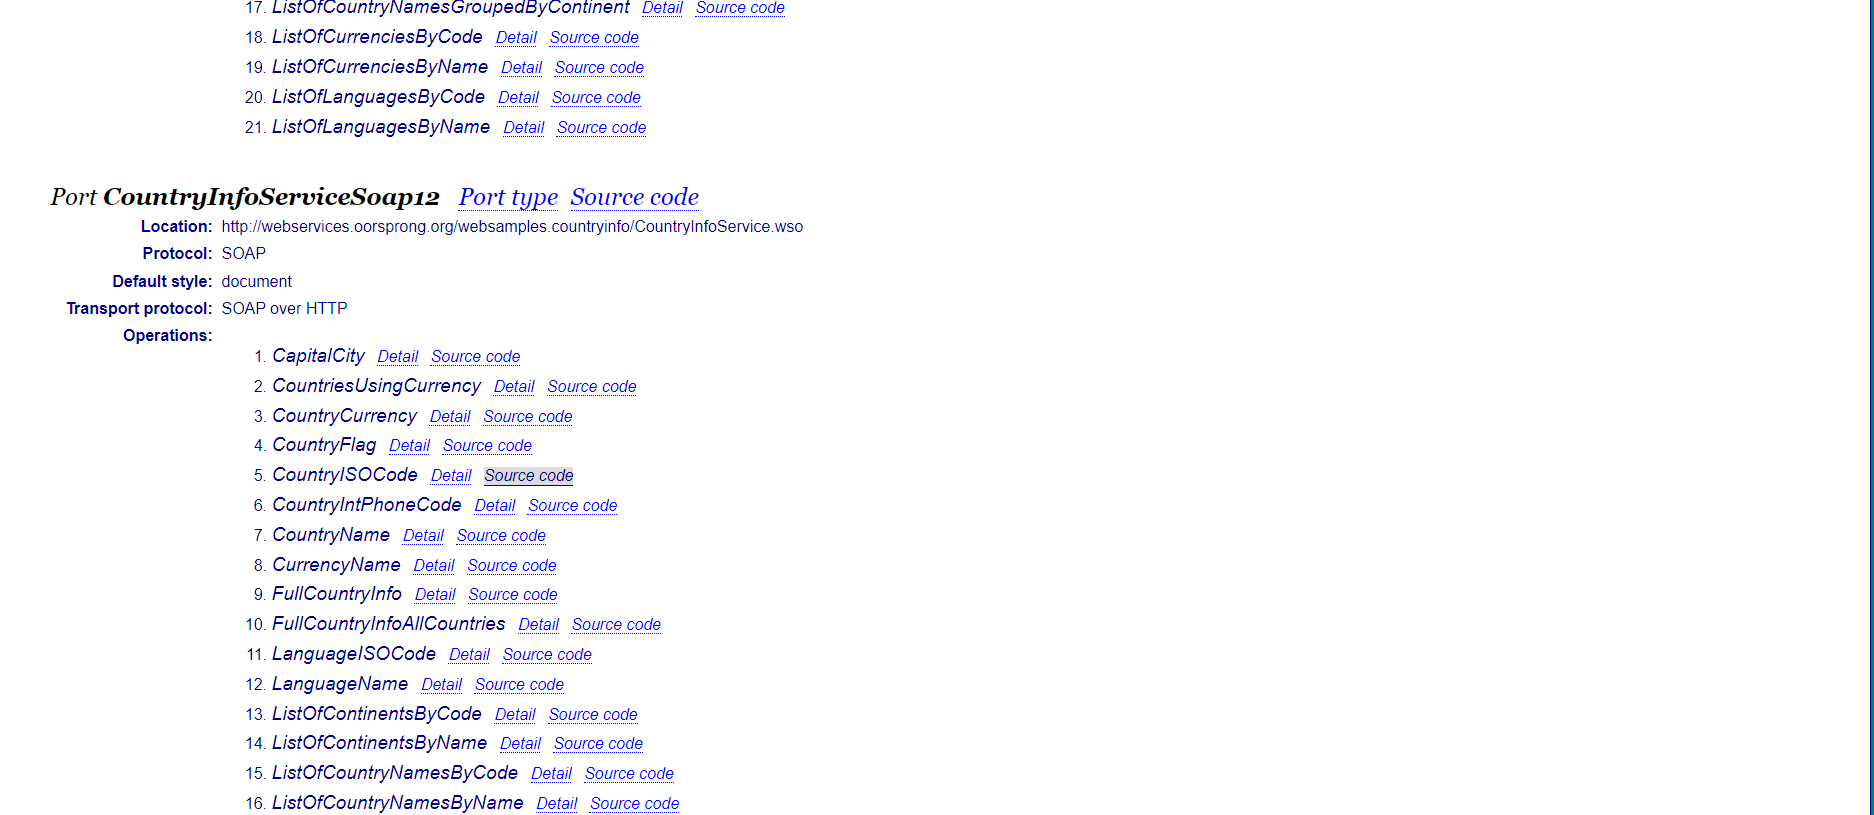 17. ListOfCountryNamesGroupedByContinent Detail Source code
18. ListOfCurrenciesByCode Detail Source code
19. ListOfCurrenciesByName Detail Source code
20. ListOfLanguagesByCode Detail Source code
21. ListOfLanguagesByName Detail Source code
Port CountryInfoServiceSoap12 Port type Source code
Location: http://webservices.oorsprong.org/websamples.countryinfo/CountryInfoService.wso
Protocol: SOAP
Default style: document
Transport protocol: SOAP over HTTP
Operations:
1. CapitalCity Detail Source code
2. CountriesUsingCurrency Detail Source code
3. CountryCurrency Detail Source code
4. CountryFlag Detail Source code
5. CountryISOCode Detail Source code
6. CountryIntPhoneCode Detail Source code
7. CountryName Detail Source code
8. CurrencyName Detail Source code
9. FullCountryInfo Detail Source code
10. FullCountryInfoAllCountries Detail Source code
11. LanguageISOCode Detail Source code
12. LanguageName Detail Source code
13. ListOfContinentsByCode Detail Source code
14. ListOfContinentsByName Detail Source code
15. ListOfCountryNamesByCode Detail Source code
16. ListOfCountryNamesByName Detail Source code